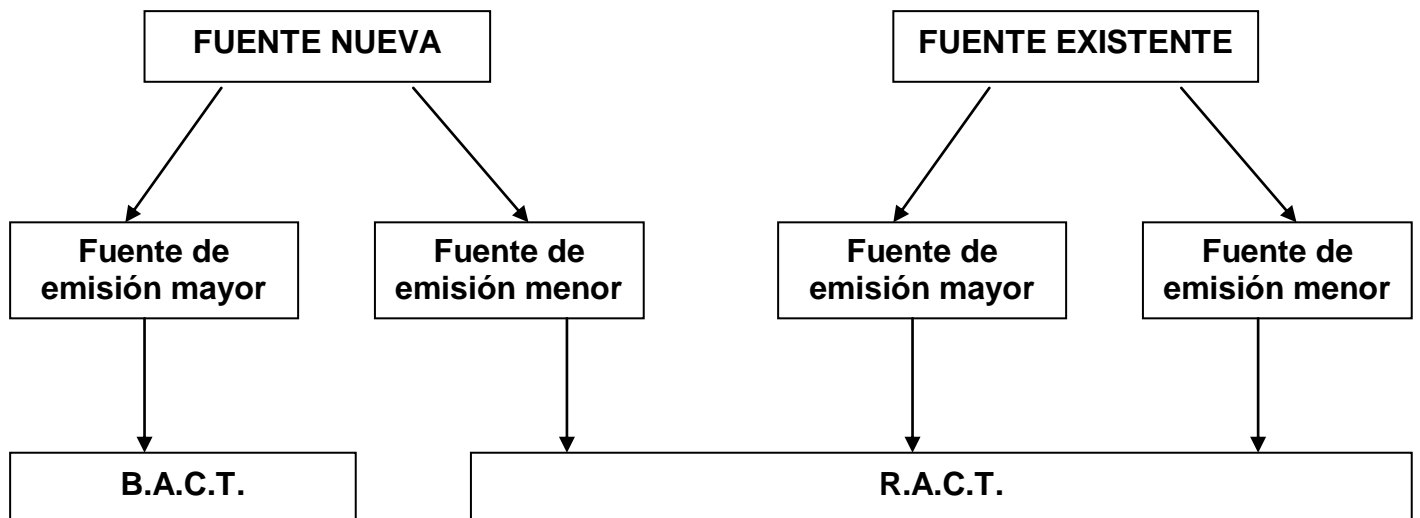 FUENTE NUEVA
FUENTE EXISTENTE
Fuente de
emisión mayor
Fuente de
emisión menor
Fuente de
emisión mayor
Fuente de
emisión menor
B.A.C.T.
R.A.C.T.